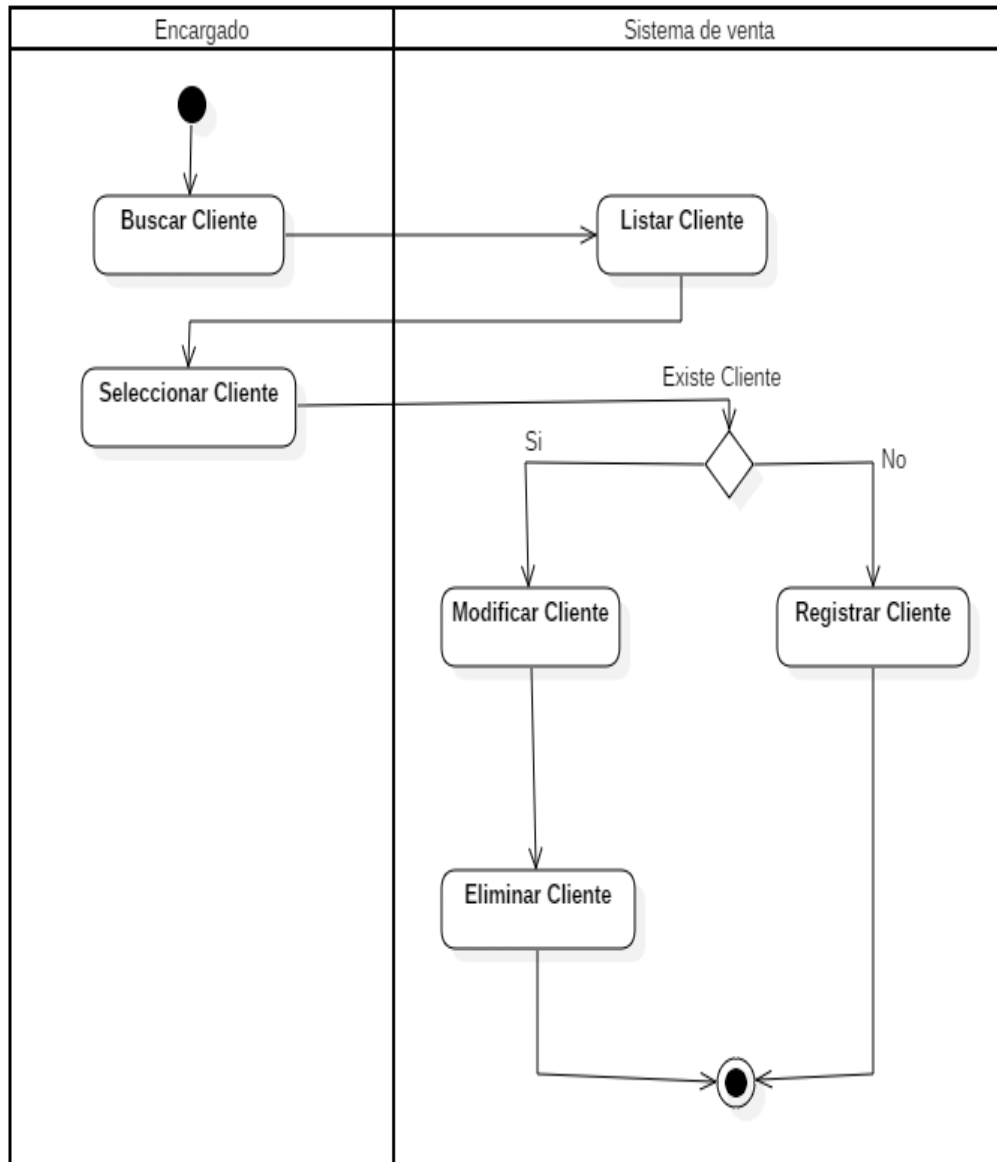 Encargado
Sistema de venta
Buscar Cliente
Listar Cliente
Seleccionar Cliente
Existe Cliente
Si
No
Modificar Cliente
Registrar Cliente
Eliminar Cliente